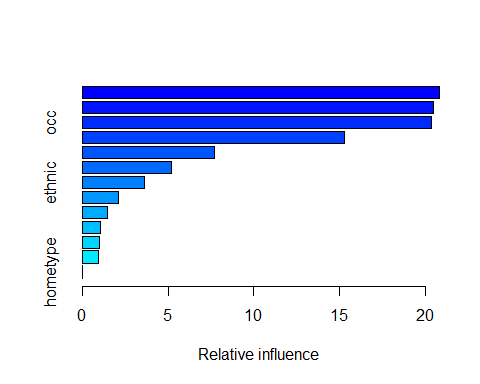 occ
ethnic
hometype
0 5 10 15 20
Relative influence